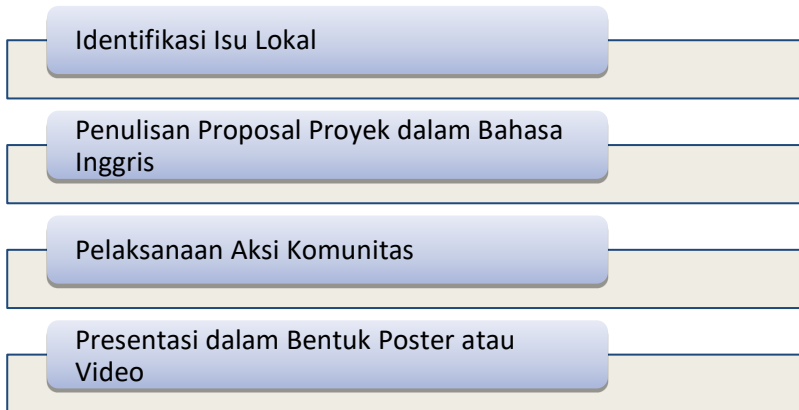 Identifikasi Isu Lokal
Penulisan Proposal Proyek dalam Bahasa
Inggris
Pelaksanaan Aksi Komunitas
Presentasi dalam Bentuk Poster atau
Video